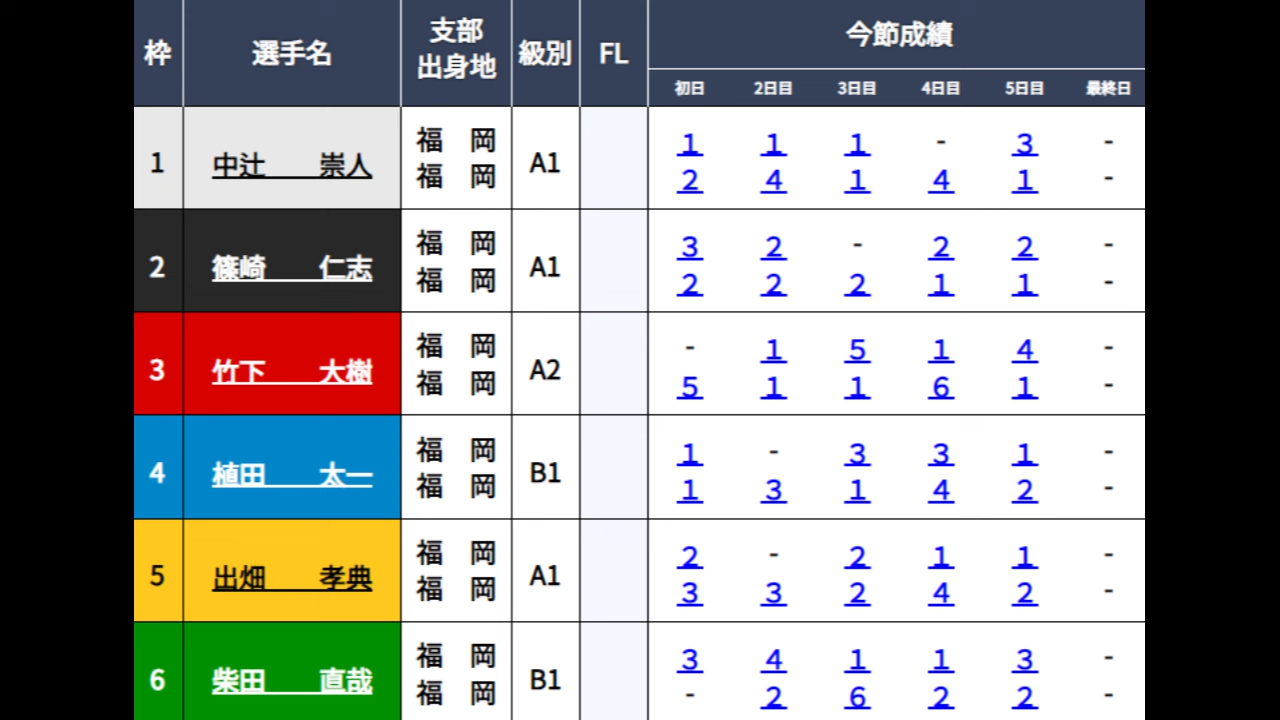 枠 選手名 支部 出身地 級別 FL 今節成績
初日 2日目 3日目 4日目 5日目 最終日
1 中辻 崇人 福岡 A1 1 1 1 - 3 -
福岡 2 4 1 4 1 -
2 篠崎 仁志 福岡 A1 3 2 - 2 2 -
福岡 2 2 2 1 1 -
3 竹下 大樹 福岡 A2 - 1 5 1 4 -
福岡 5 1 1 6 1 -
4 植田 太一 福岡 B1 1 - 3 3 1 -
福岡 1 3 1 4 2 -
5 出畑 孝典 福岡 A1 2 - 2 1 1 -
福岡 3 3 2 4 2 -
6 柴田 直哉 福岡 B1 3 4 1 1 3 -
福岡 - 2 6 2 2 -